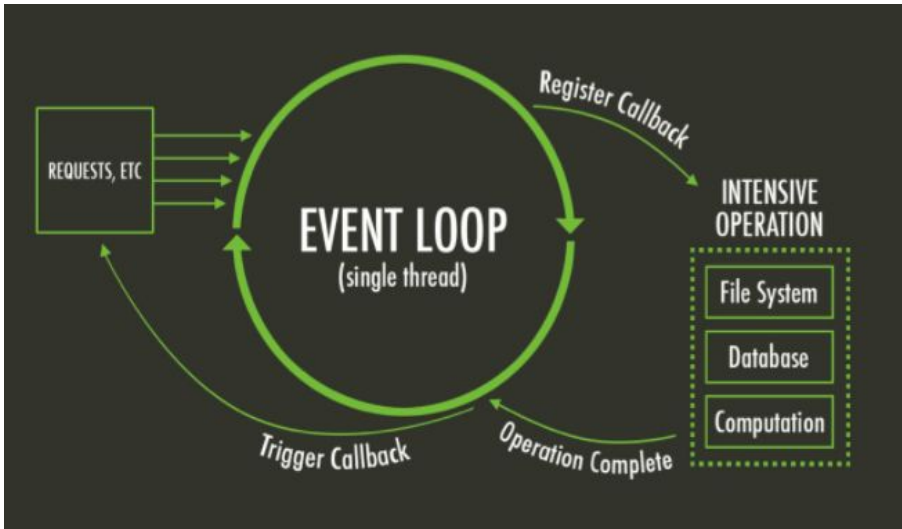 REQUESTS, ETC
EVENT LOOP
(single thread)
Register Callback
INTENSIVE
OPERATION
File System
Database
Computation
Operation Complete
Trigger Callback